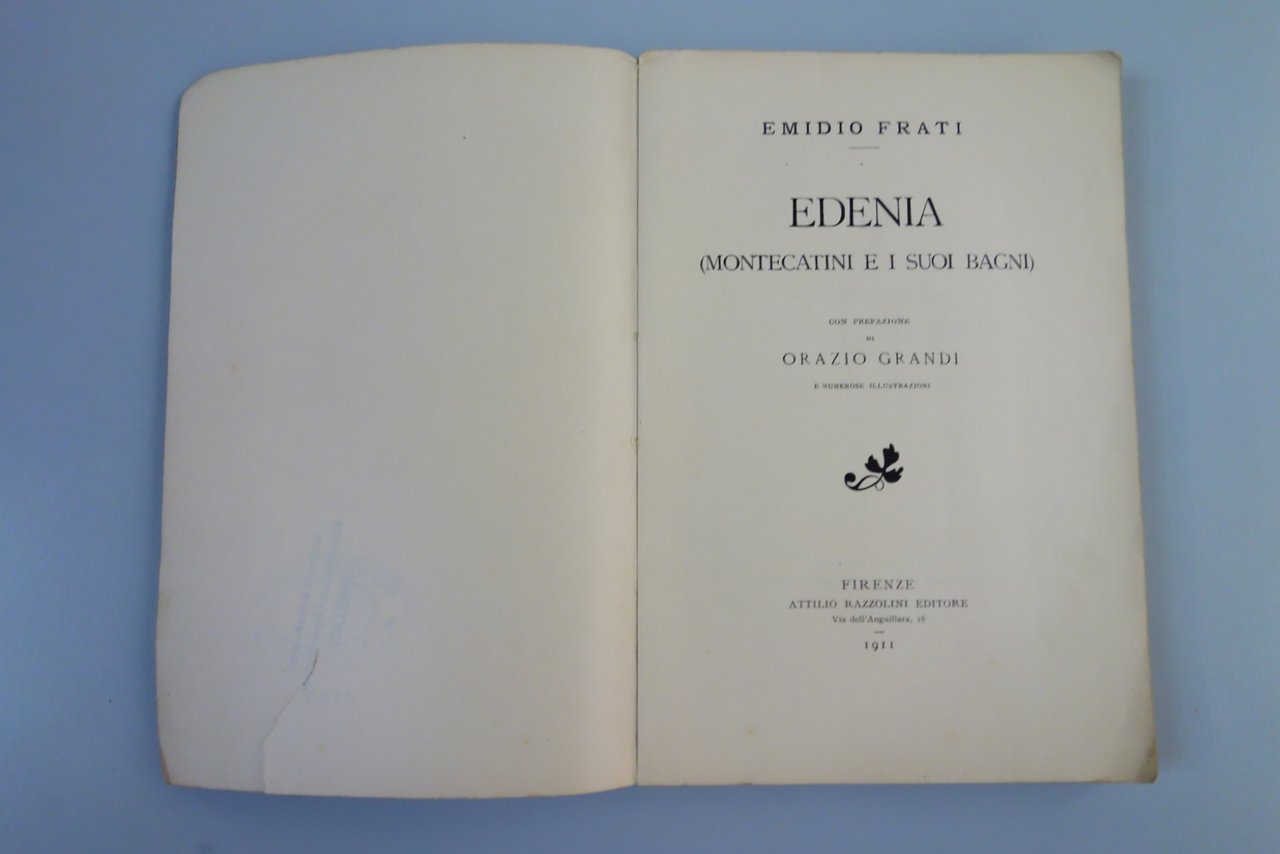 EMIDIO FRATI
EDENIA
(MONTECATINI E I SUOI BAGNI)
CON PREFAZIONE
DI
ORAZIO GRANDI
E NUMEROSE ILLUSTRAZIONI
FIRENZE
ATTILIO RAZZOLINI EDITORE
Via dell'Anguillara, 18
1911